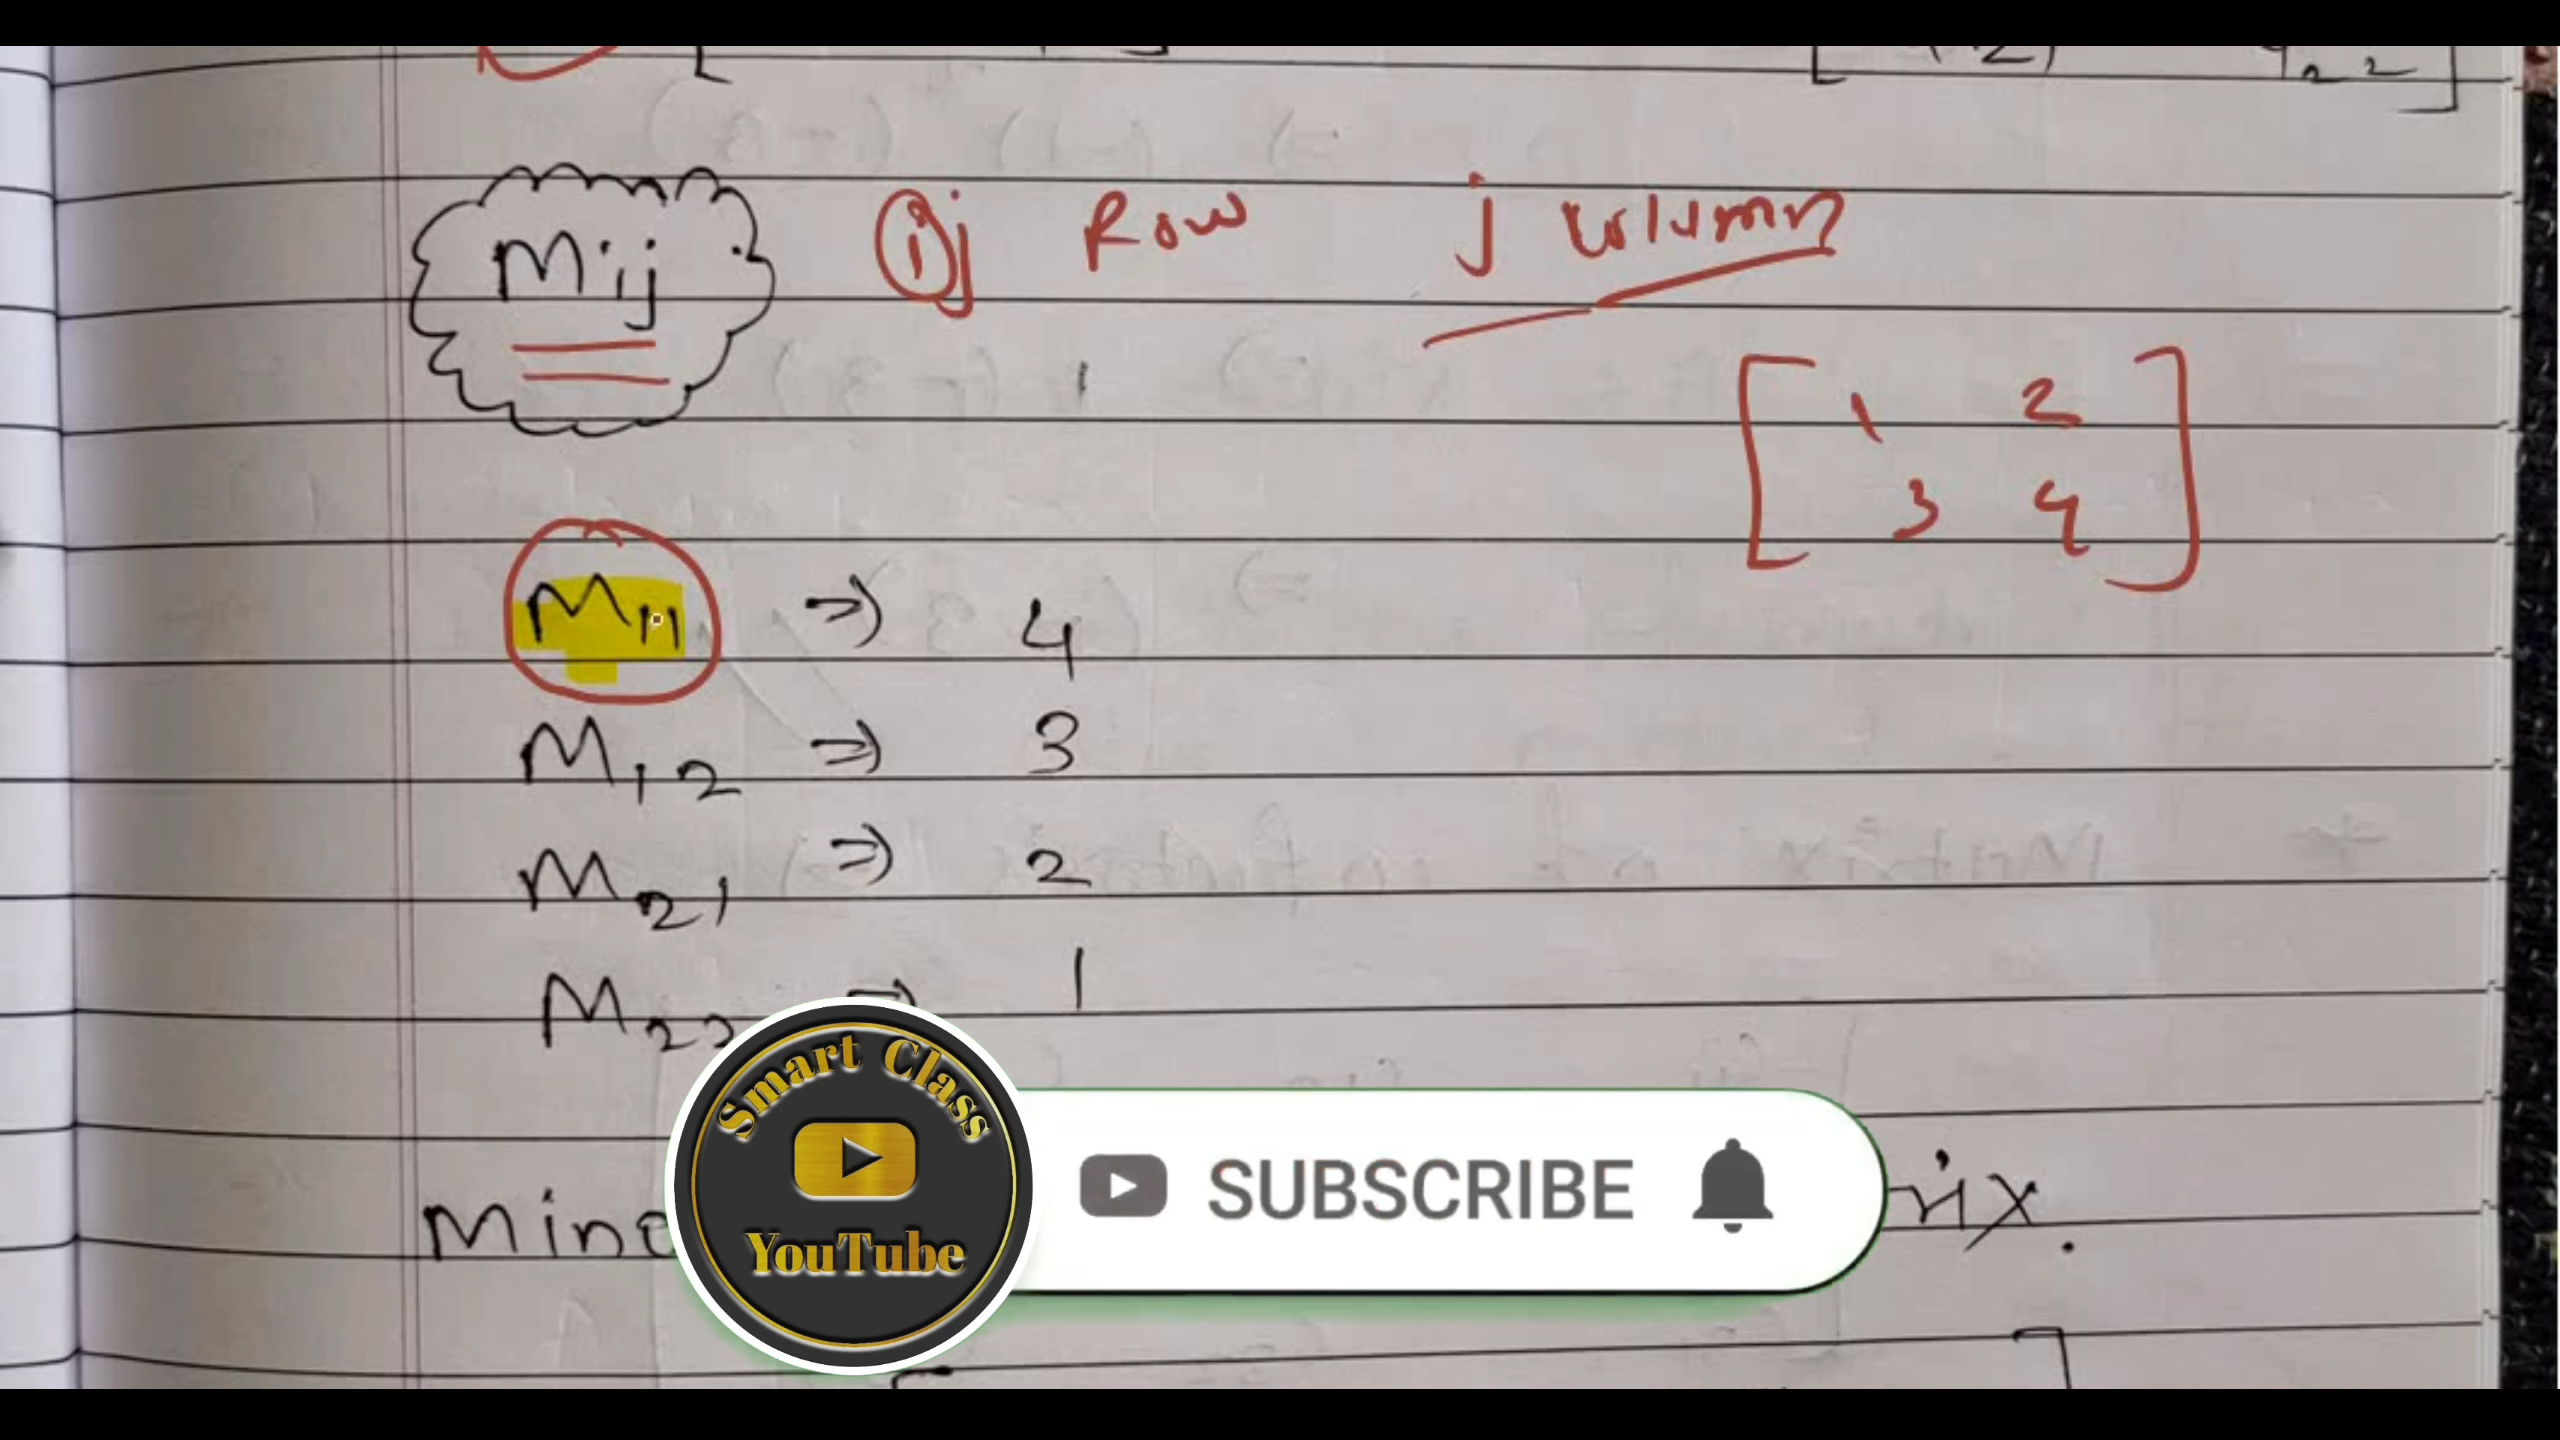 Mij ij Row j column
[ 1 2
3 4 ]
M11 ⇒ 4
M12 ⇒ 3
M21 ⇒ 2
M22 ⇒ 1
Smart Class
YouTube
SUBSCRIBE